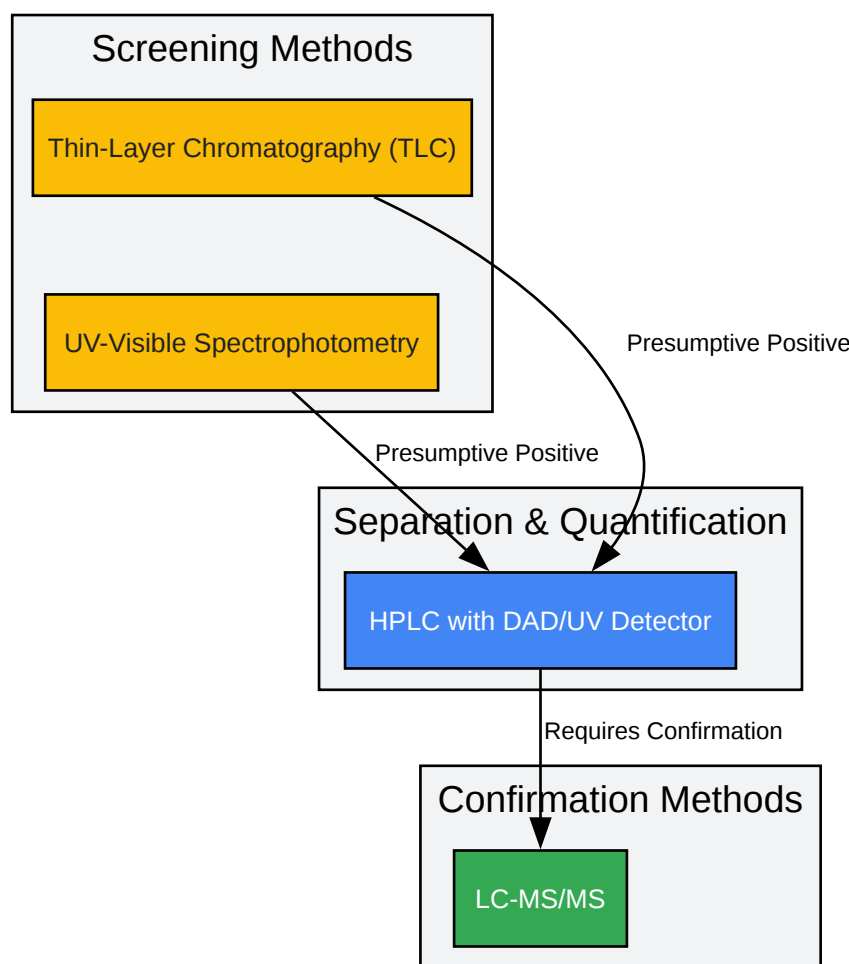 Screening Methods
Thin-Layer Chromatography (TLC)
UV-Visible Spectrophotometry
Presumptive Positive
Presumptive Positive
Separation & Quantification
HPLC with DAD/UV Detector
Requires Confirmation
Confirmation Methods
LC-MS/MS